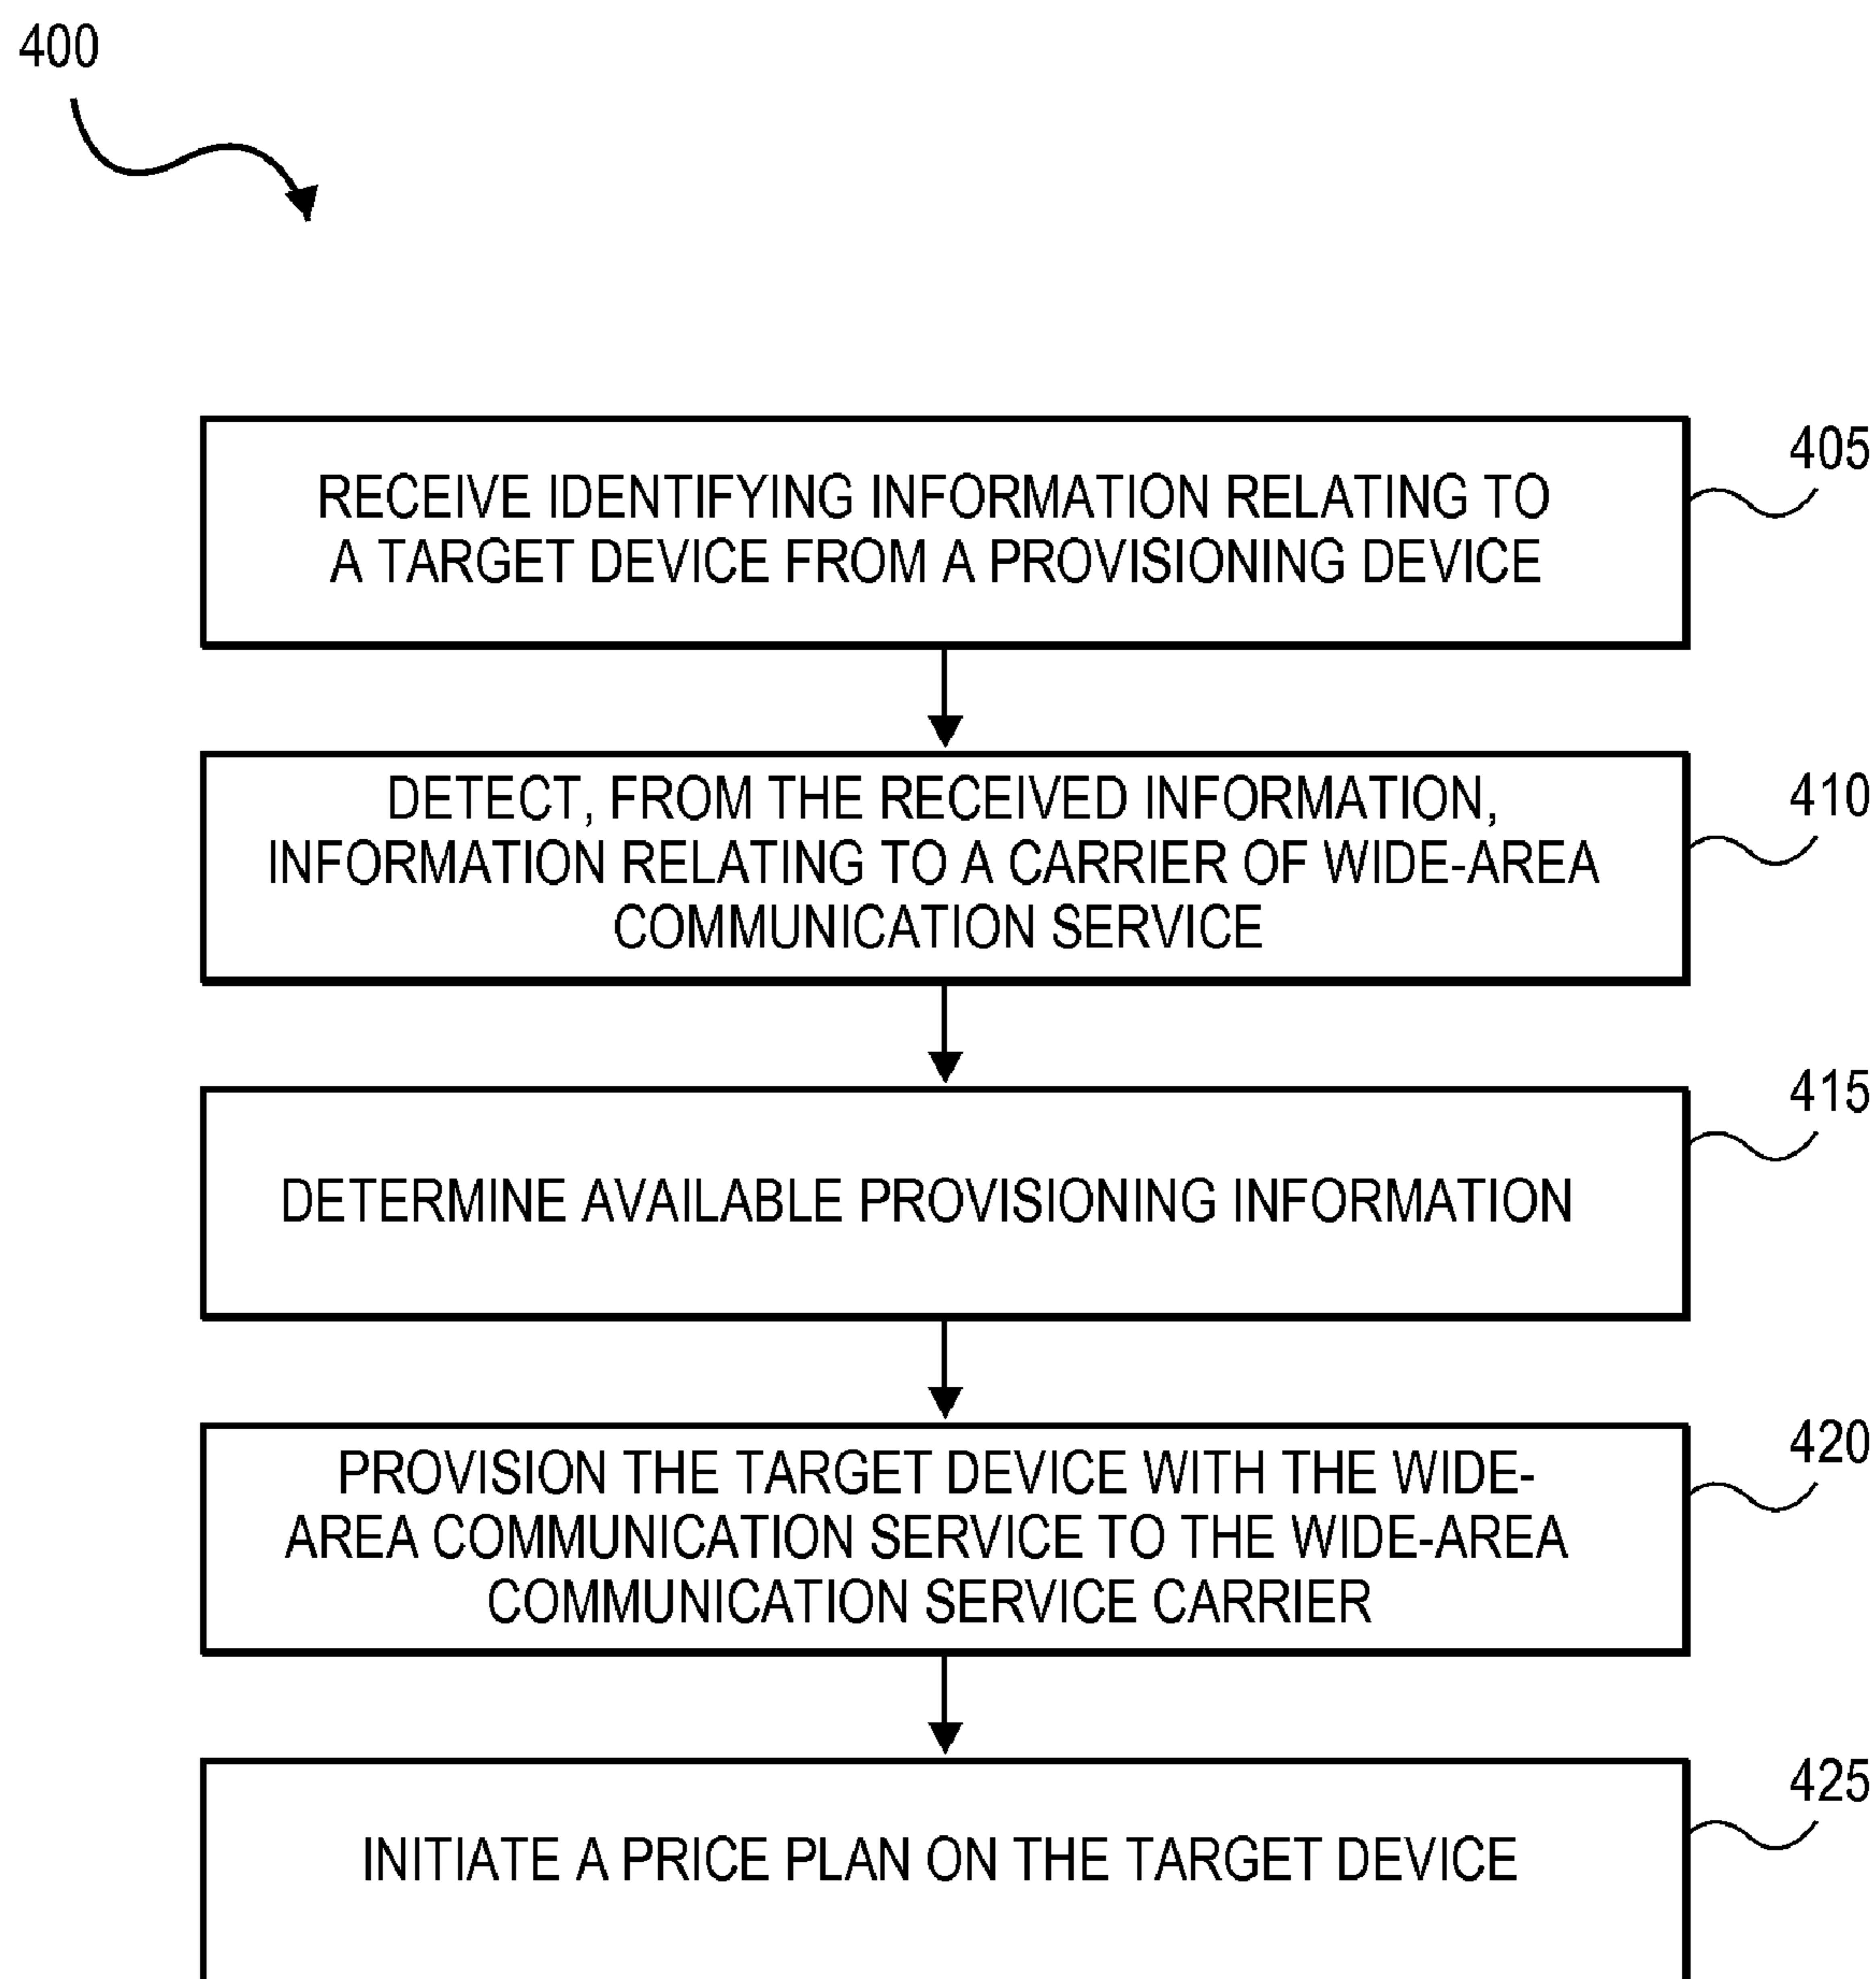 400
405
RECEIVE IDENTIFYING INFORMATION RELATING TO
A TARGET DEVICE FROM A PROVISIONING DEVICE
410
DETECT, FROM THE RECEIVED INFORMATION,
INFORMATION RELATING TO A CARRIER OF WIDE-AREA
COMMUNICATION SERVICE
415
DETERMINE AVAILABLE PROVISIONING INFORMATION
420
PROVISION THE TARGET DEVICE WITH THE WIDE-
AREA COMMUNICATION SERVICE TO THE WIDE-AREA
COMMUNICATION SERVICE CARRIER
425
INITIATE A PRICE PLAN ON THE TARGET DEVICE